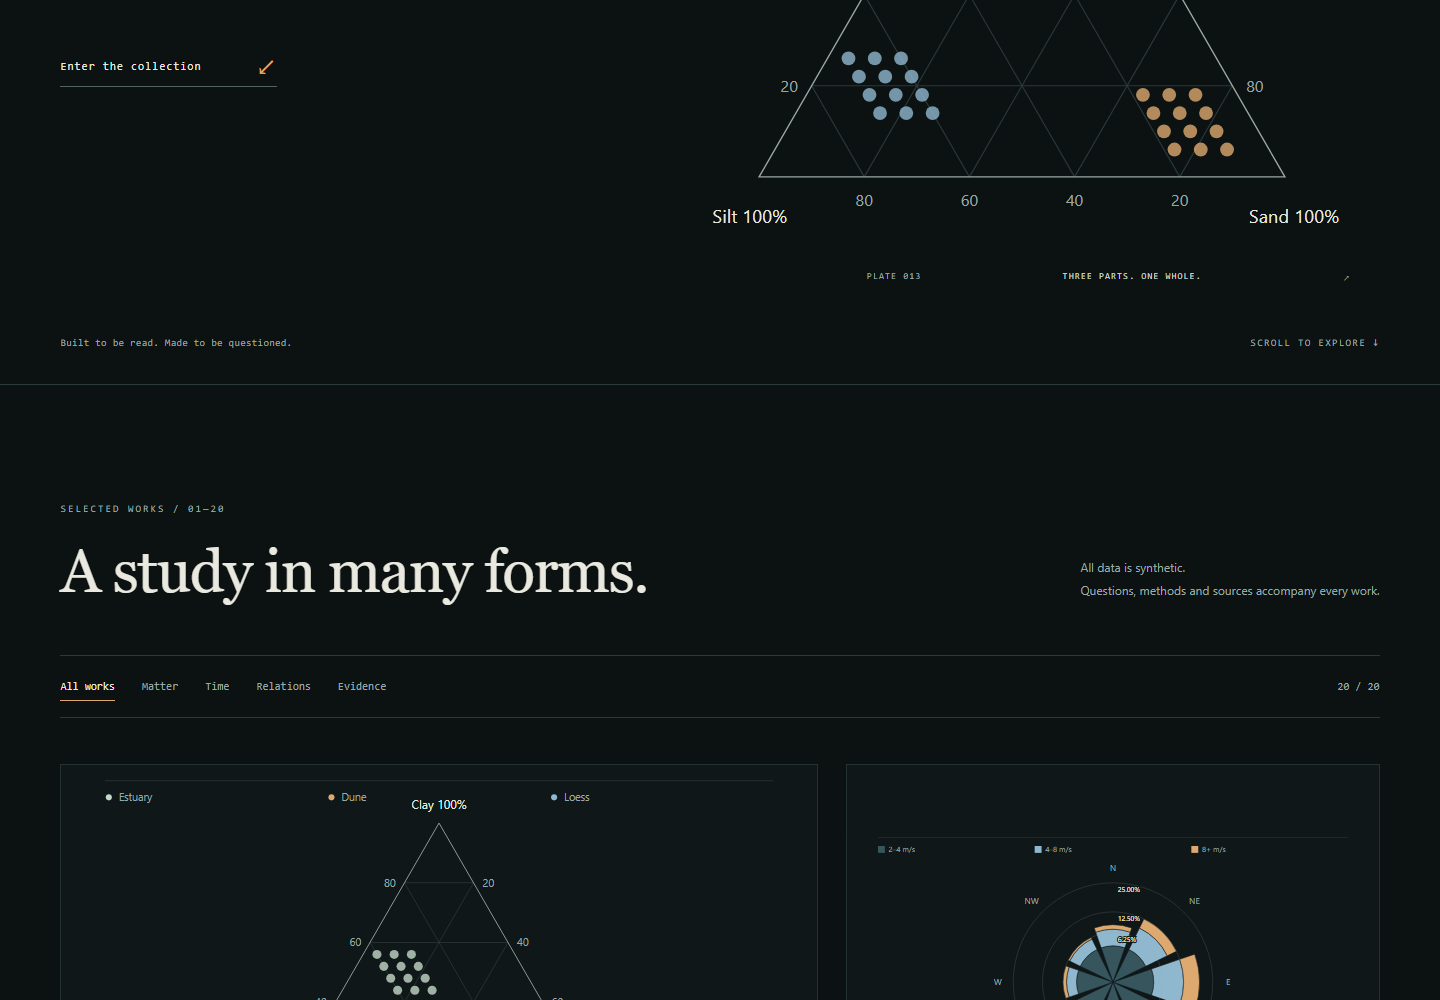 Enter the collection ↙
20
80
80
60
40
20
Silt 100%
Sand 100%
PLATE 013
THREE PARTS. ONE WHOLE.
↗
Built to be read. Made to be questioned.
SCROLL TO EXPLORE ↓
SELECTED WORKS / 01—20
A study in many forms.
All data is synthetic.
Questions, methods and sources accompany every work.
All works
Matter
Time
Relations
Evidence
20 / 20
Estuary
Dune
Loess
Clay 100%
80
20
60
40
2-4 m/s
4-8 m/s
8+ m/s
N
25.00%
NW
NE
12.50%
6.25%
W
E